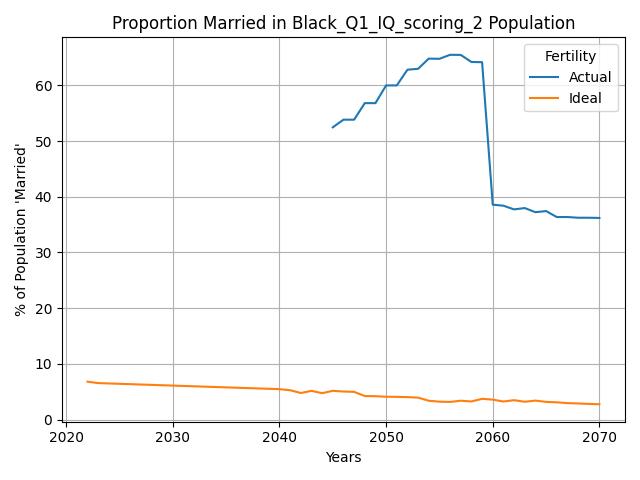 Proportion Married in Black_Q1_IQ_scoring_2 Population
% of Population 'Married'
60
50
40
30
20
10
0
Fertility
Actual
Ideal
2020 2030 2040 2050 2060 2070
Years